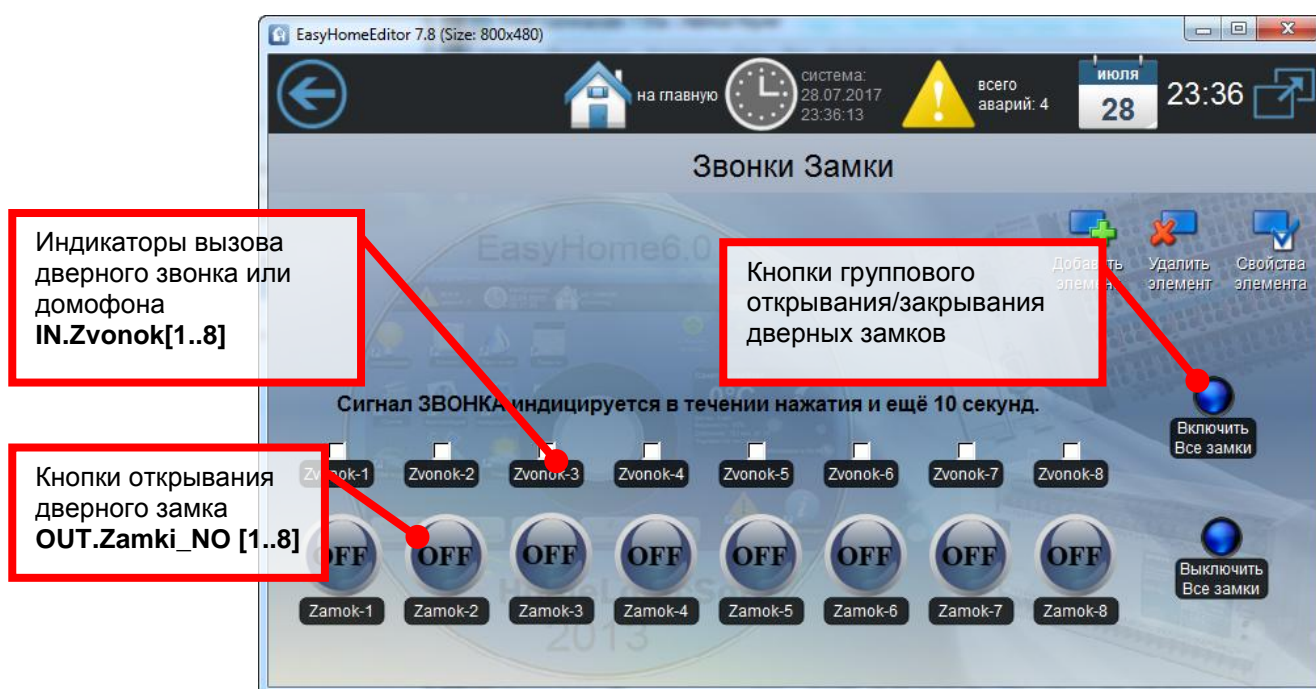 EasyHomeEditor 7.8 (Size: 800x480)
на главную
система:
28.07.2017
23:36:13
всего
аварий: 4
июля
28
23:36
Звонки Замки
Индикаторы вызова
дверного звонка или
домофона
IN.Zvonok[1..8]
EasyHome6.0
Кнопки группового
открывания/закрывания
дверных замков
Удалить
элемент
Свойства
элемента
Сигнал ЗВОНКА индицируется в течении нажатия и ещё 10 секунд.
Включить
Все замки
Кнопки открывания
дверного замка
OUT.Zamki_NO [1..8]
Zvonok-1 Zvonok-2 Zvonok-3 Zvonok-4 Zvonok-5 Zvonok-6 Zvonok-7 Zvonok-8
OFF OFF OFF OFF OFF OFF OFF OFF
Выключить
Все замки
Zamok-1 Zamok-2 Zamok-3 Zamok-4 Zamok-5 Zamok-6 Zamok-7 Zamok-8
2013